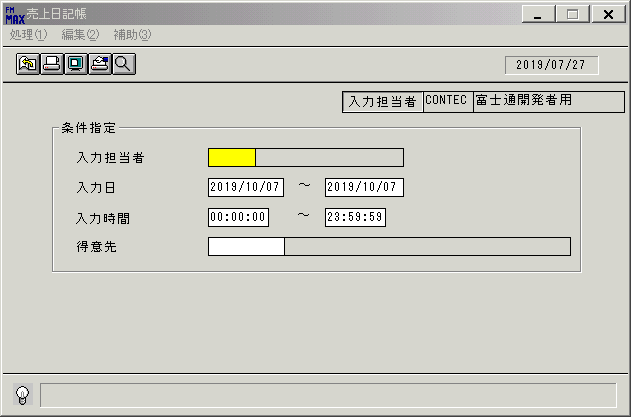 FM MAX 売上日記帳
処理(1) 編集(2) 補助(3)
2019/07/27
入力担当者 CONTEC 富士通開発者用
条件指定
入力担当者
入力日 2019/10/07 ~ 2019/10/07
入力時間 00:00:00 ~ 23:59:59
得意先